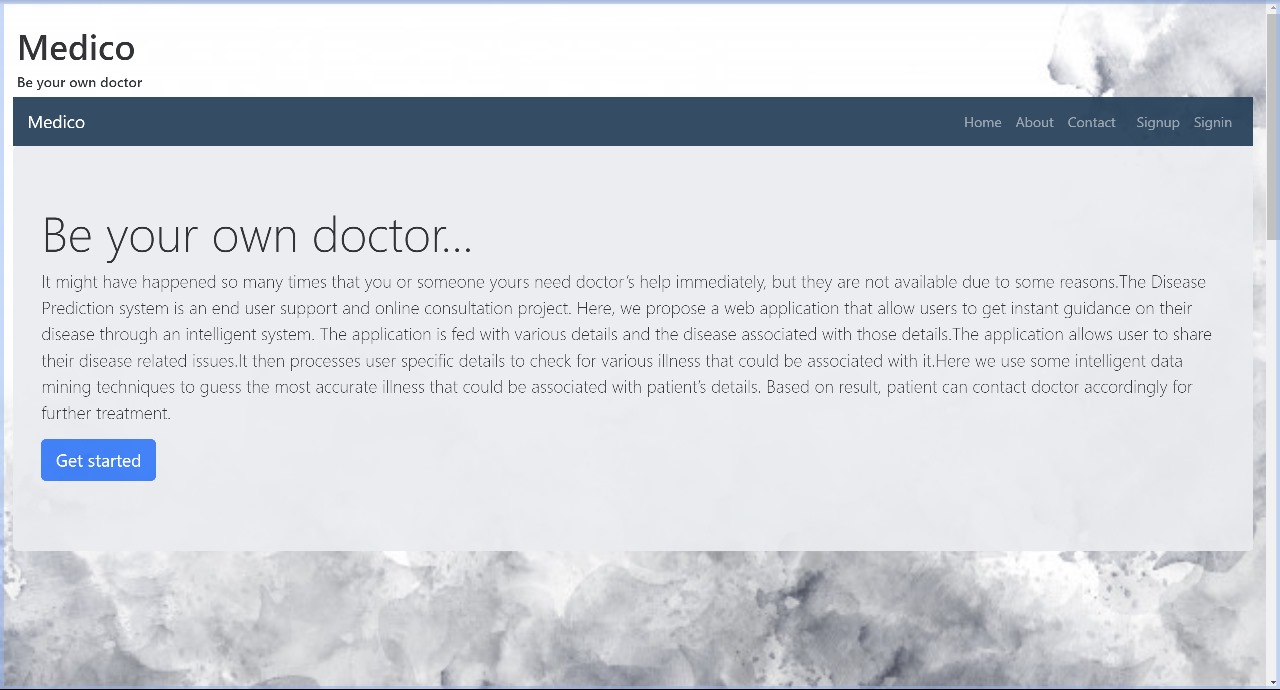 Medico
Be your own doctor
Medico
Home About Contact Signup Signin
Be your own doctor...
It might have happened so many times that you or someone yours need doctor's help immediately, but they are not available due to some reasons.The Disease
Prediction system is an end user support and online consultation project. Here, we propose a web application that allow users to get instant guidance on their
disease through an intelligent system. The application is fed with various details and the disease associated with those details.The application allows user to share
their disease related issues.It then processes user specific details to check for various illness that could be associated with it.Here we use some intelligent data
mining techniques to guess the most accurate illness that could be associated with patient's details. Based on result, patient can contact doctor accordingly for
further treatment.
Get started